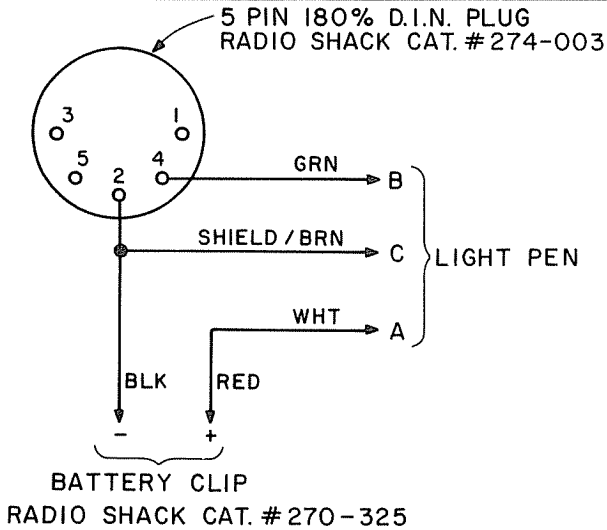 5 PIN 180% D.I.N. PLUG
RADIO SHACK CAT. #274-003
3
1
5
2
4
GRN
B
SHIELD/BRN
C
LIGHT PEN
WHT
A
BLK
RED
-
+
BATTERY CLIP
RADIO SHACK CAT. #270-325